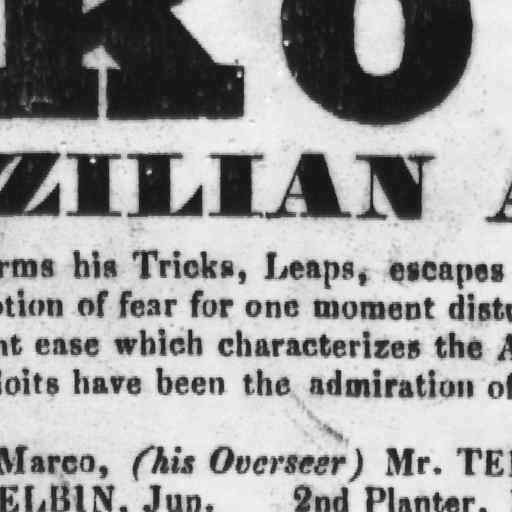 KO
ZILIAN A
rms his Tricks, Leaps, escapes
otion of fear for one moment distu
nt ease which characterizes the A
loits have been the admiration of
Marco, (his Overseer) Mr. TE
ELBIN, Jun. 2nd Planter,